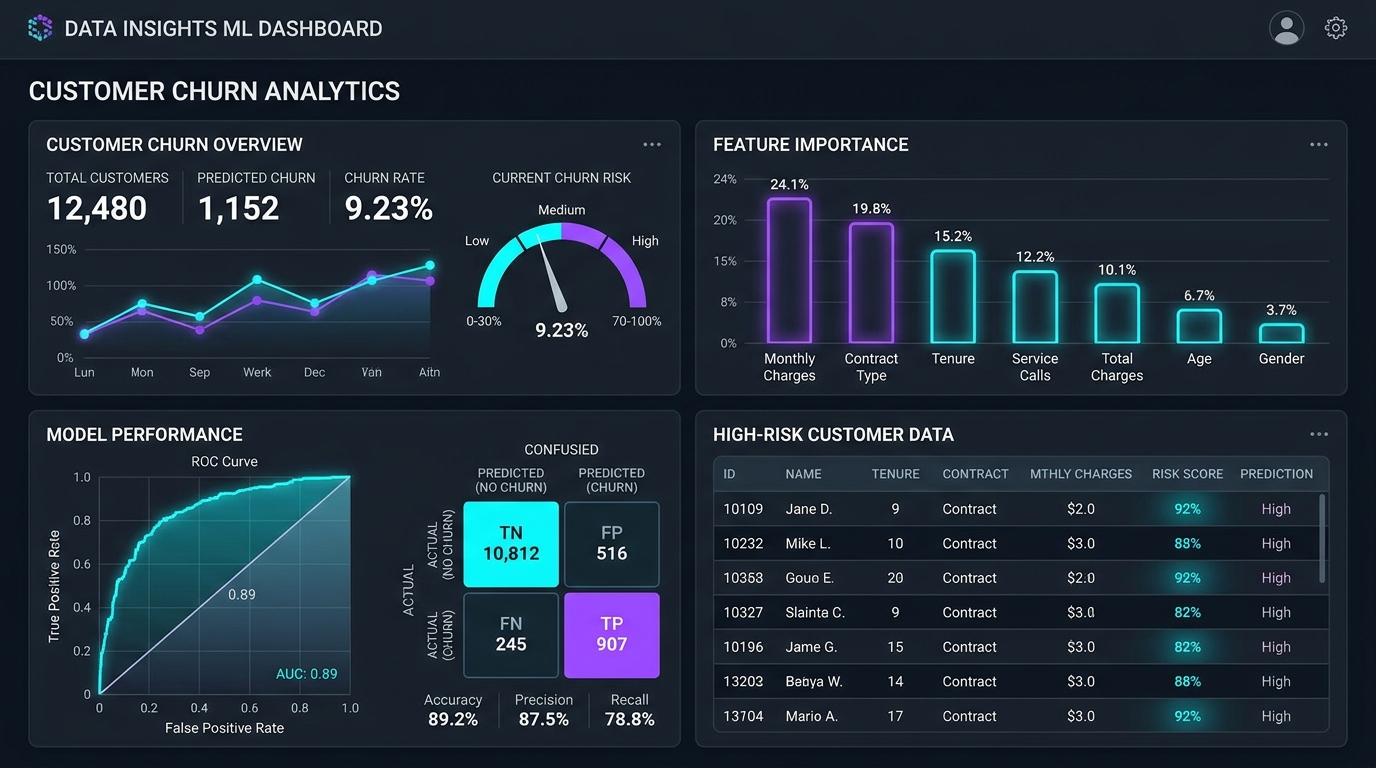 DATA INSIGHTS ML DASHBOARD
CUSTOMER CHURN ANALYTICS
CUSTOMER CHURN OVERVIEW
TOTAL CUSTOMERS
12,480
PREDICTED CHURN
1,152
CHURN RATE
9.23%
150%
100%
50%
0%
Lun
Mon
Sep
Werk
Dec
Ván
CURRENT CHURN RISK
Medium
Low
High
0-30%
9.23%
70-100%
FEATURE IMPORTANCE
24%
20%
15%
8%
0%
24.1%
19.8%
15.2%
12.2%
10.1%
6.7%
3.7%
Monthly
Charges
Contract
Type
Tenure
Service
Calls
Total
Charges
Age
Gender
MODEL PERFORMANCE
ROC Curve
True Positive Rate
1.0
0.8
0.6
0.4
0.2
0
0.89
AUC: 0.89
0
0.2
0.4
0.6
0.8
1.0
False Positive Rate
CONFUSED
PREDICTED
(NO CHURN)
PREDICTED
(CHURN)
ACTUAL
ACTUAL
(NO CHURN)
TN
10,812
FP
516
ACTUAL
(CHURN)
FN
245
TP
907
Accuracy
89.2%
Precision
87.5%
Recall
78.8%
HIGH-RISK CUSTOMER DATA
ID NAME TENURE CONTRACT MTHLY CHARGES RISK SCORE PREDICTION
10109 Jane D. 9 Contract $2.0 92% High
10232 Mike L. 10 Contract $3.0 88% High
10353 Gouo E. 20 Contract $2.0 92% High
10327 Slainte C. 9 Contract $3.0 82% High
10196 Jame G. 15 Contract $3.0 82% High
13203 W. 14 Contract $3.0 88% High
13704 Mario A. 17 Contract $3.0 92% High